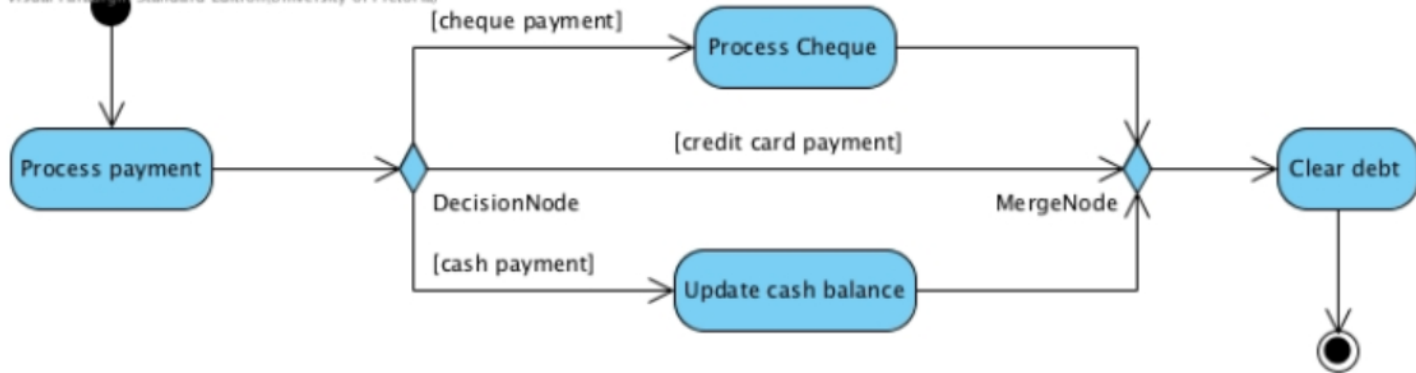 [cheque payment]
Process Cheque
[credit card payment]
Process payment
Clear debt
DecisionNode
MergeNode
[cash payment]
Update cash balance